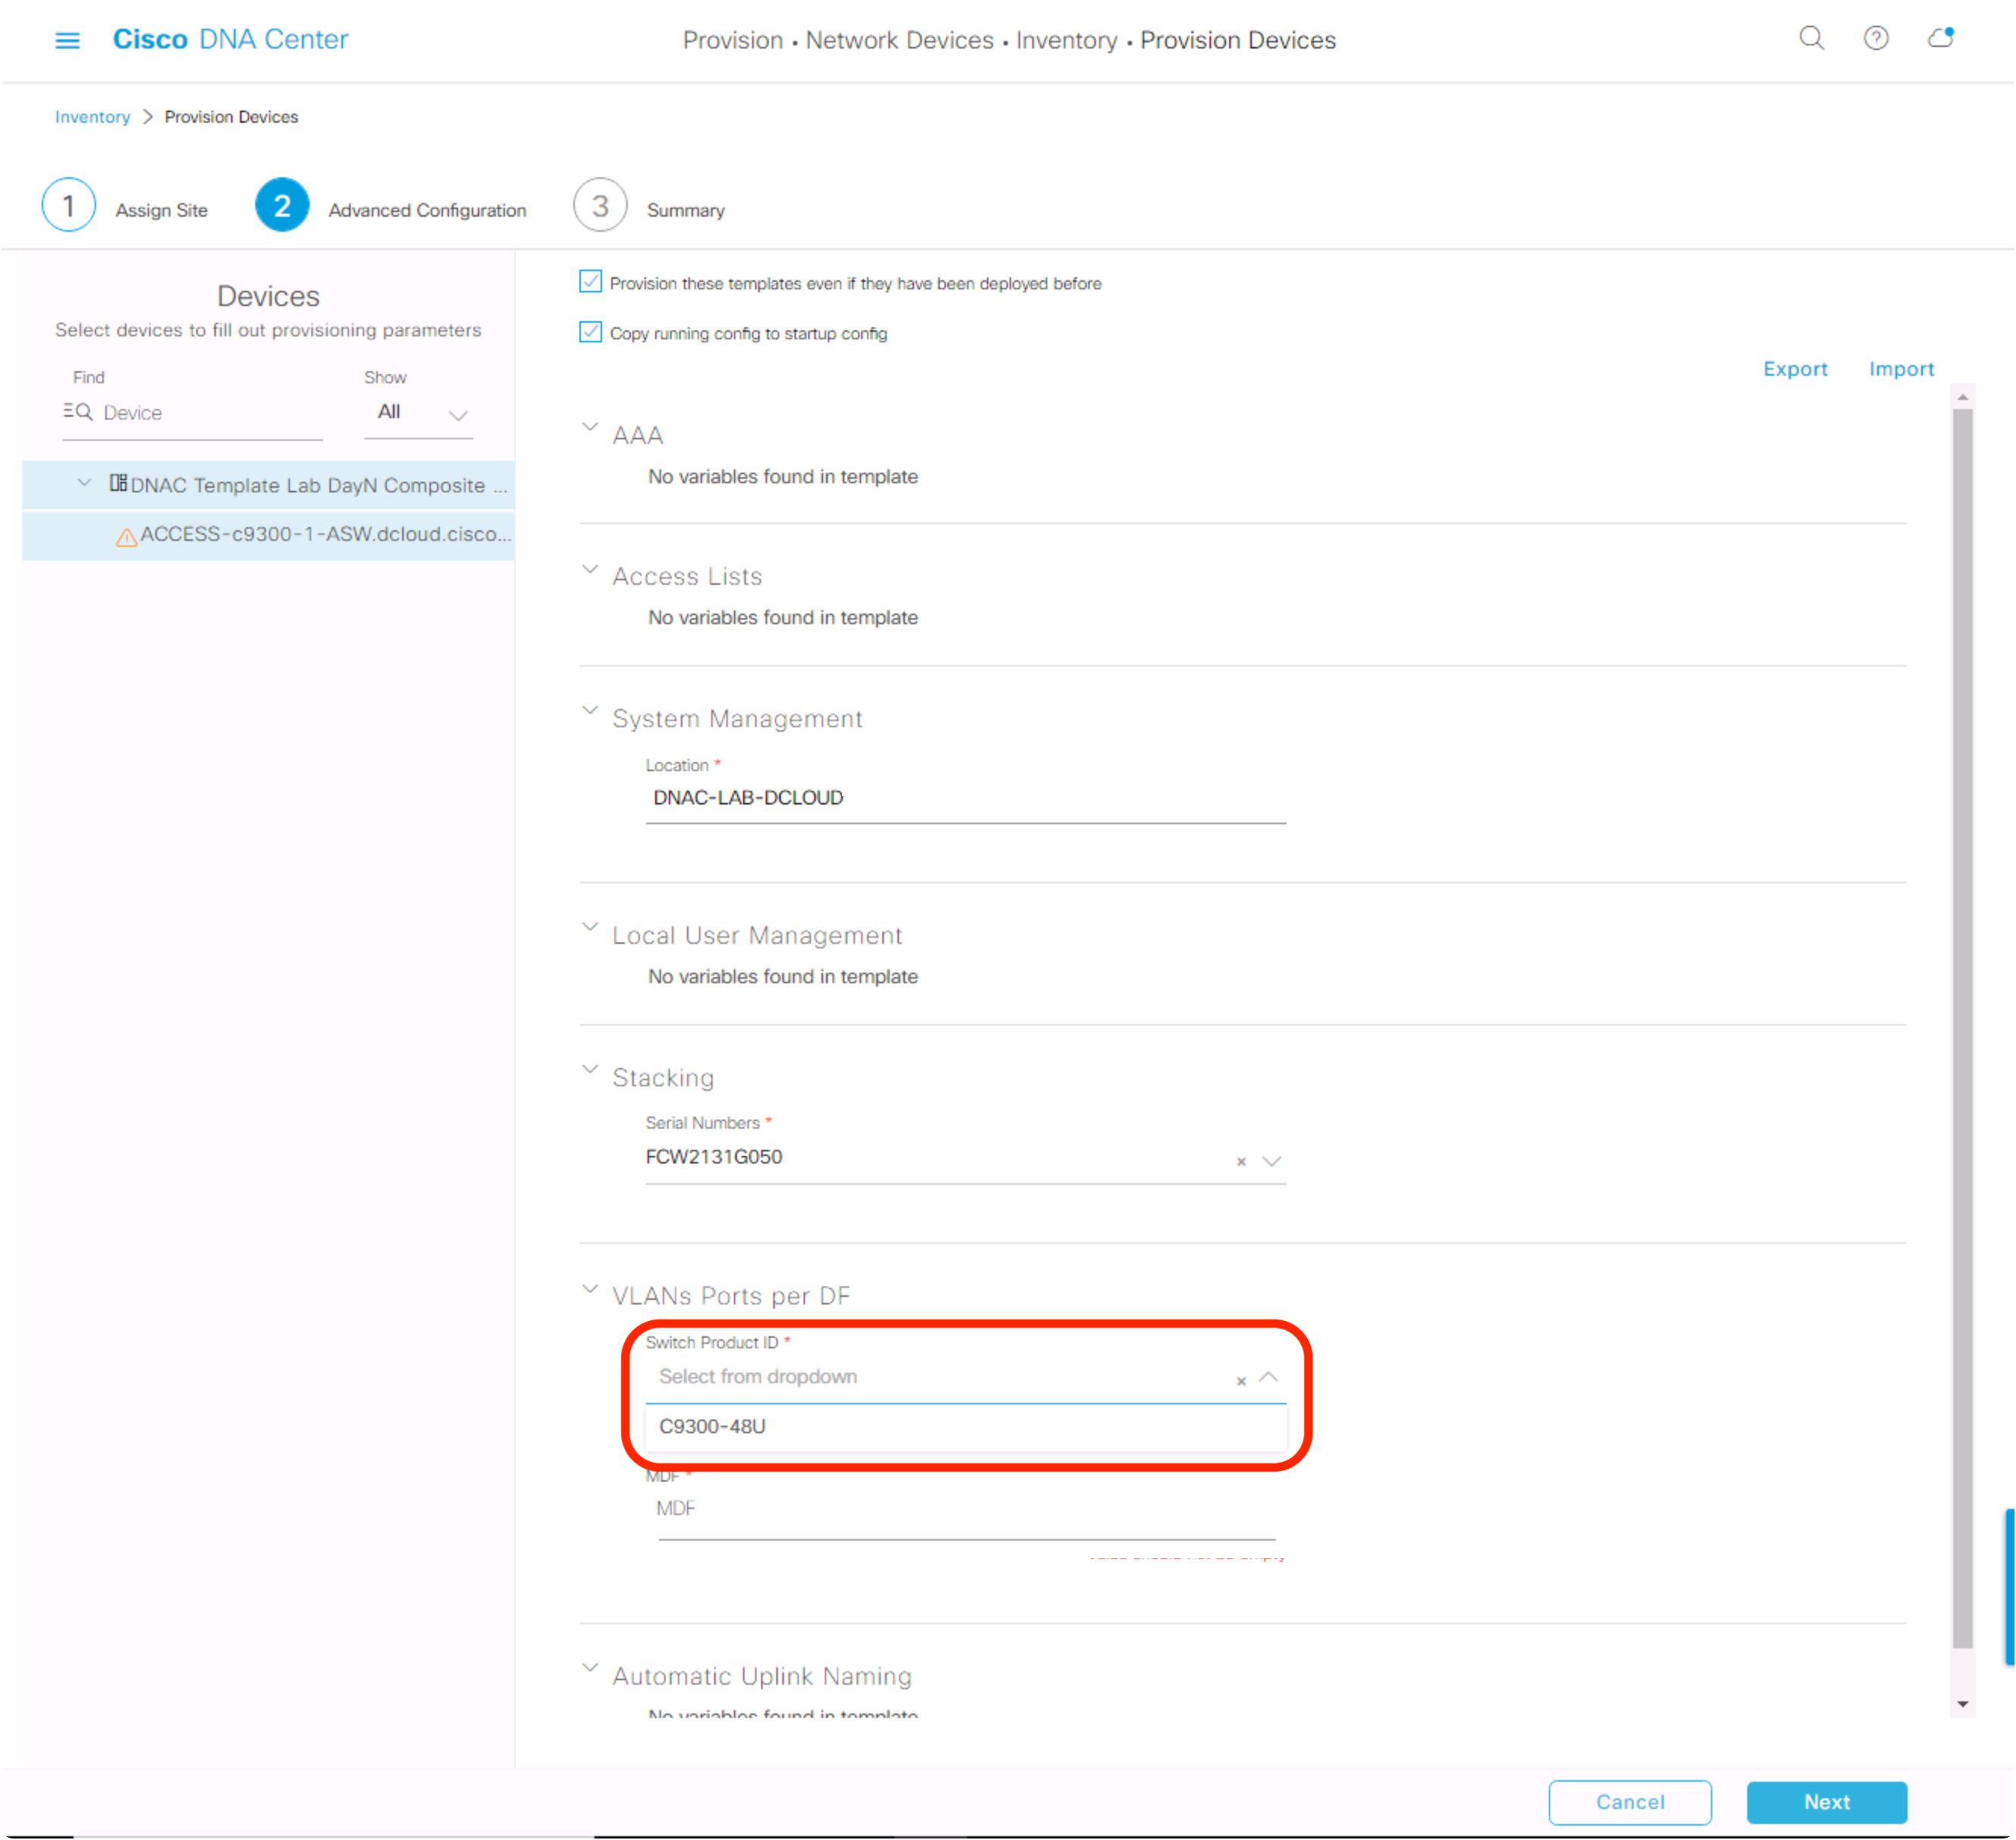 Cisco DNA Center
Provision • Network Devices • Inventory • Provision Devices
Inventory > Provision Devices
1 Assign Site
2 Advanced Configuration
3 Summary
Devices
Select devices to fill out provisioning parameters
Find
Show
Device
All
DNAC Template Lab DayN Composite ...
ACCESS-c9300-1-ASW.dcloud.cisco...
Provision these templates even if they have been deployed before
Copy running config to startup config
Export Import
AAA
No variables found in template
Access Lists
No variables found in template
System Management
Location *
DNAC-LAB-DCLOUD
Local User Management
No variables found in template
Stacking
Serial Numbers *
FCW2131G050
VLANs Ports per DF
Switch Product ID *
Select from dropdown
C9300-48U
MDF *
MDF
Automatic Uplink Naming
No variables found in template
Cancel
Next